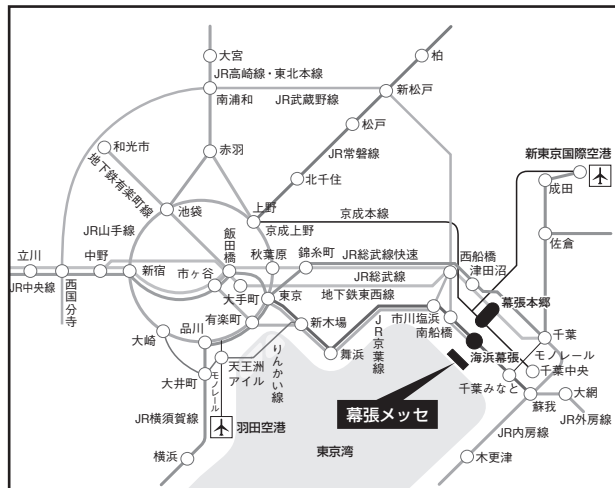 大宮
柏
JR高崎線・東北本線
南浦和
JR武蔵野線
新松戸
松戸
和光市
地下鉄有楽町線
赤羽
JR常磐線
北千住
新東京国際空港
成田
池袋
上野
京成上野
京成本線
JR山手線
飯田橋
佐倉
立川
中野
新宿
市ヶ谷
秋葉原
錦糸町
JR総武線快速
西船橋
津田沼
JR中央線
西国分寺
JR総武線
大手町
東京
地下鉄東西線
幕張本郷
有楽町
新木場
市川塩浜
南船橋
大崎
品川
りんかい線
舞浜
JR京葉線
海浜幕張
千葉
モノレール
天王洲アイル
千葉中央
大井町
モノレール
千葉みなと
幕張メッセ
蘇我
大網
JR横須賀線
羽田空港
JR外房線
JR内房線
横浜
東京湾
木更津